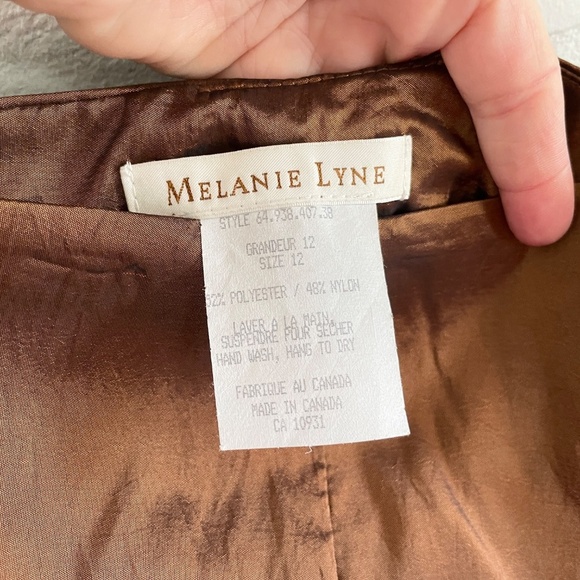 MELANIE LYNE
STYLE 64.938.407.38
GRANDEUR 12
SIZE 12
52% POLYESTER / 48% NYLON
LAVER A LA MAIN,
SUSPENDRE POUR SECHER
HAND WASH, HANG TO DRY
FABRIQUE AU CANADA
MADE IN CANADA
CA 10931